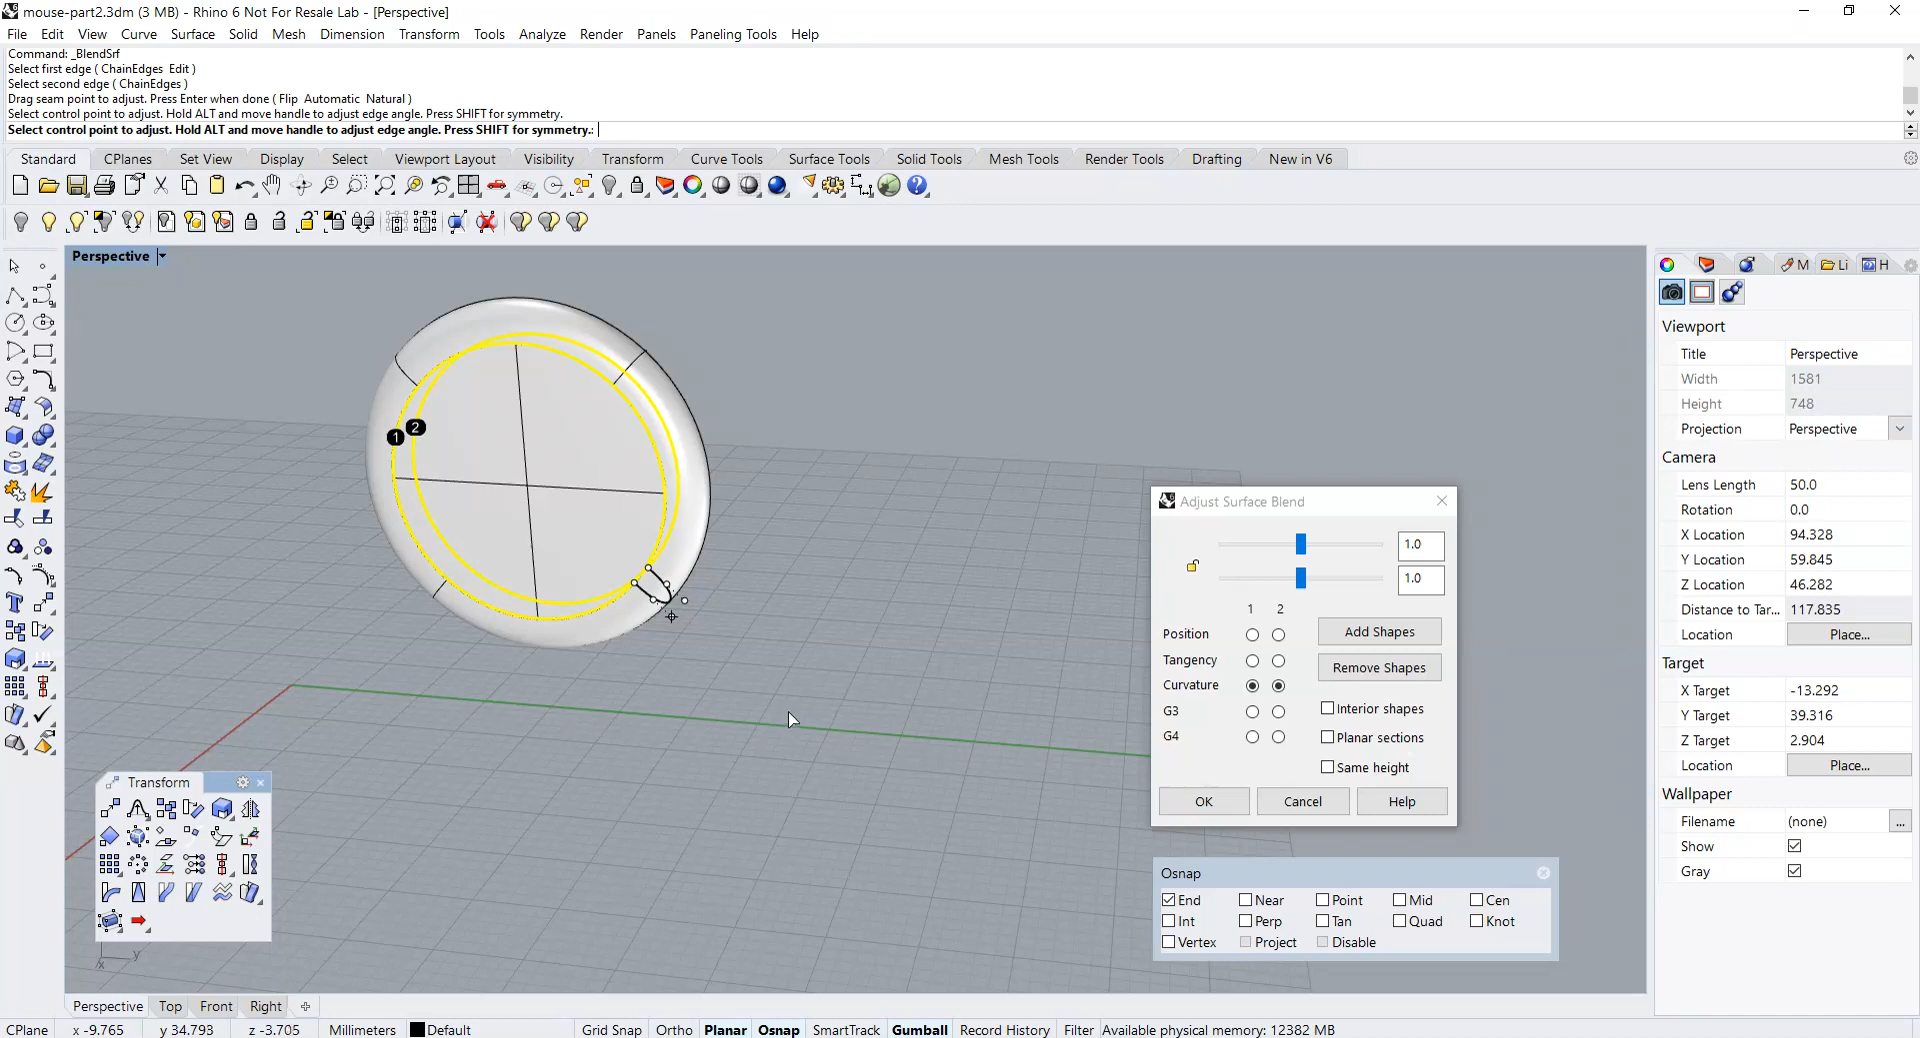 mouse-part2.3dm (3 MB) - Rhino 6 Not For Resale Lab - [Perspective]
File Edit View Curve Surface Solid Mesh Dimension Transform Tools Analyze Render Panels Paneling Tools Help
Command: _BlendSrf
Select first edge ( ChainEdges Edit )
Select second edge ( ChainEdges )
Drag seam point to adjust. Press Enter when done ( Flip Automatic Natural )
Select control point to adjust. Hold ALT and move handle to adjust edge angle. Press SHIFT for symmetry.
Select control point to adjust. Hold ALT and move handle to adjust edge angle. Press SHIFT for symmetry.:
Standard CPlanes Set View Display Select Viewport Layout Visibility Transform Curve Tools Surface Tools Solid Tools Mesh Tools Render Tools Drafting New in V6
Perspective
M Li H
Viewport
Title Perspective
Width 1581
Height 748
Projection Perspective
Camera
Lens Length 50.0
Rotation 0.0
X Location 94.328
Y Location 59.845
Z Location 46.282
Distance to Tar... 117.835
Location Place...
Target
X Target -13.292
Y Target 39.316
Z Target 2.904
Location Place...
Wallpaper
Filename (none) ...
Show
Gray
1 2
Adjust Surface Blend
1.0
1.0
1 2
Position
Tangency
Curvature
G3
G4
Add Shapes
Remove Shapes
Interior shapes
Planar sections
Same height
OK Cancel Help
Transform
Osnap
End Near Point Mid Cen
Int Perp Tan Quad Knot
Vertex Project Disable
x y
Perspective Top Front Right
CPlane x -9.765 y 34.793 z -3.705 Millimeters Default Grid Snap Ortho Planar Osnap SmartTrack Gumball Record History Filter Available physical memory: 12382 MB